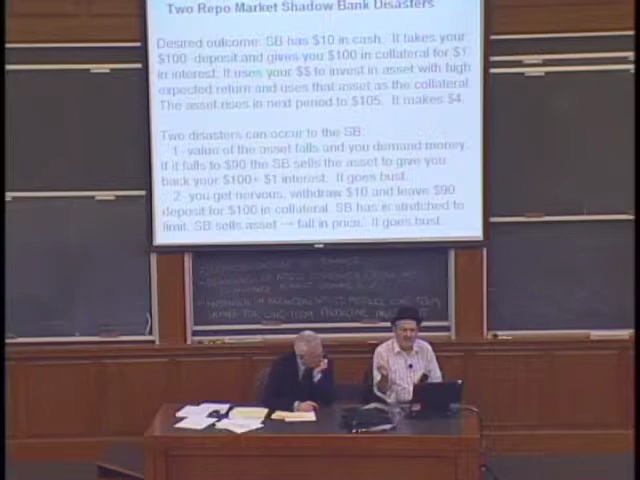 Two Repo Market Shadow Bank Disasters
Desired outcome: SB has $10 in cash. It takes your
$100 deposit and gives you $100 in collateral for $1
in interest. It uses your $$ to invest in asset with high
expected return and uses that asset as the collateral.
The asset rises in next period to $105. It makes $4.
Two disasters can occur to the SB:
1- value of the asset falls and you demand money.
If it falls to $90 the SB sells the asset to give you
back your $100+ $1 interest. It goes bust.
2- you get nervous, withdraw $10 and leave $90
deposit for $100 in collateral. SB has is stretched to
limit. SB sells asset → fall in price. It goes bust.